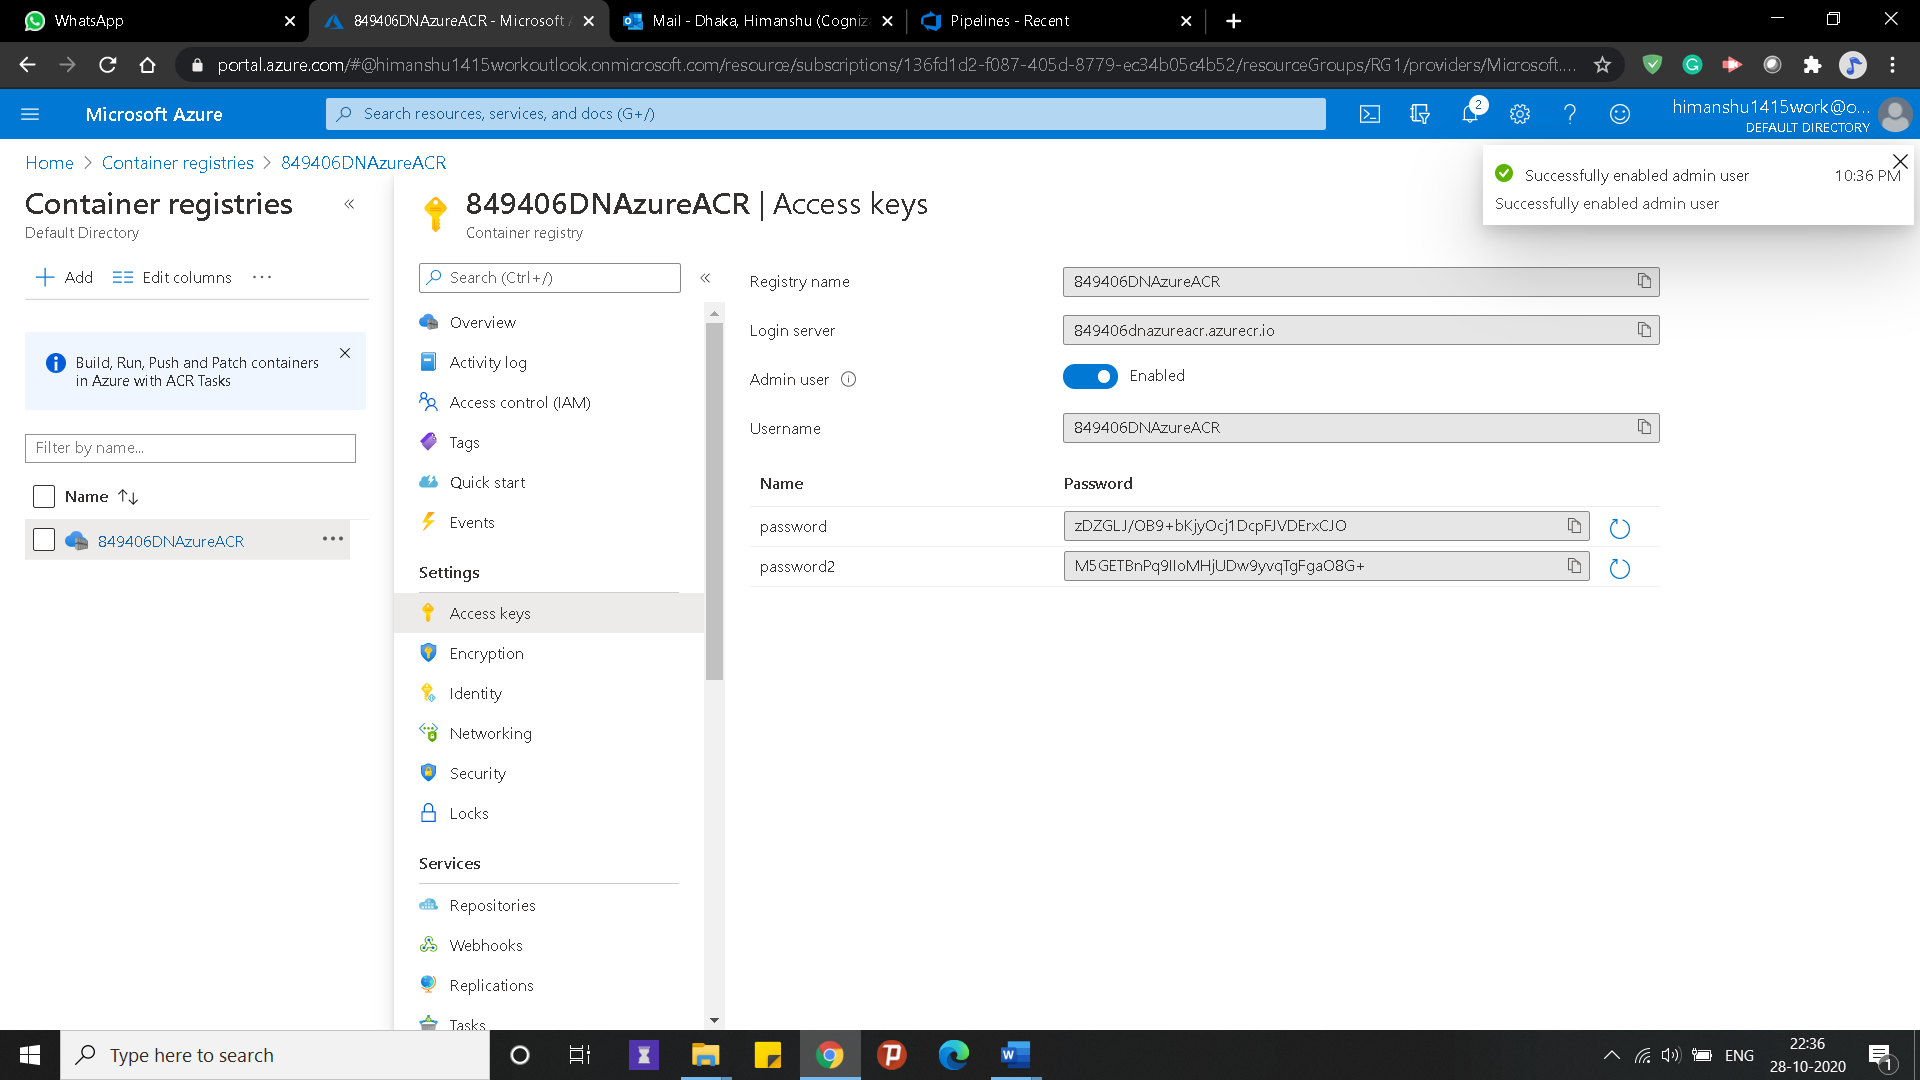 WhatsApp
849406DNAzureACR - Microsoft A
Mail - Dhaka, Himanshu (Cogniz
Pipelines - Recent
portal.azure.com/#@himanshu1415workoutlook.onmicrosoft.com/resource/subscriptions/136fd1d2-f087-405d-8779-ec34b05c4b52/resourceGroups/RG1/providers/Microsoft....
Microsoft Azure
Search resources, services, and docs (G+/)
2
himanshu1415work@o...
DEFAULT DIRECTORY
Home > Container registries > 849406DNAzureACR
Successfully enabled admin user
10:36 PM
Successfully enabled admin user
Container registries
Default Directory
Add
Edit columns
Build, Run, Push and Patch containers
in Azure with ACR Tasks
Filter by name...
Name
849406DNAzureACR
849406DNAzureACR | Access keys
Container registry
Search (Ctrl+/)
Overview
Activity log
Access control (IAM)
Tags
Quick start
Events
Settings
Access keys
Encryption
Identity
Networking
Security
Locks
Services
Repositories
Webhooks
Replications
Tasks
Registry name
849406DNAzureACR
Login server
849406dnazureacr.azurecr.io
Admin user
Enabled
Username
849406DNAzureACR
Name
Password
password
zDZGLJ/OB9+bKjyOcj1DcpFJVDErxCJO
password2
Type here to search
ENG
22:36
28-10-2020
1